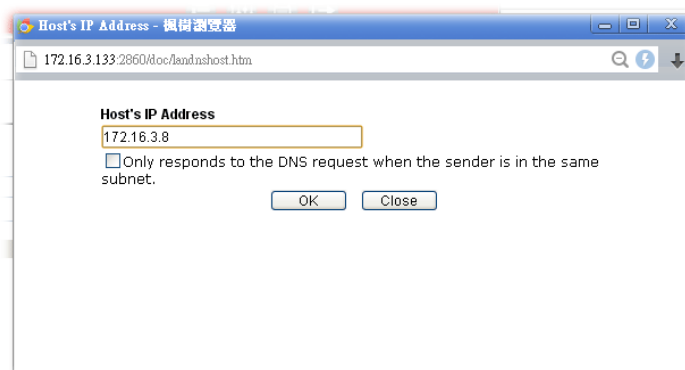 Host's IP Address - 楓樹瀏覽器
172.16.3.133:2860/doc/landnshost.htm
Host's IP Address
172.16.3.8
Only responds to the DNS request when the sender is in the same
subnet.
OK Close